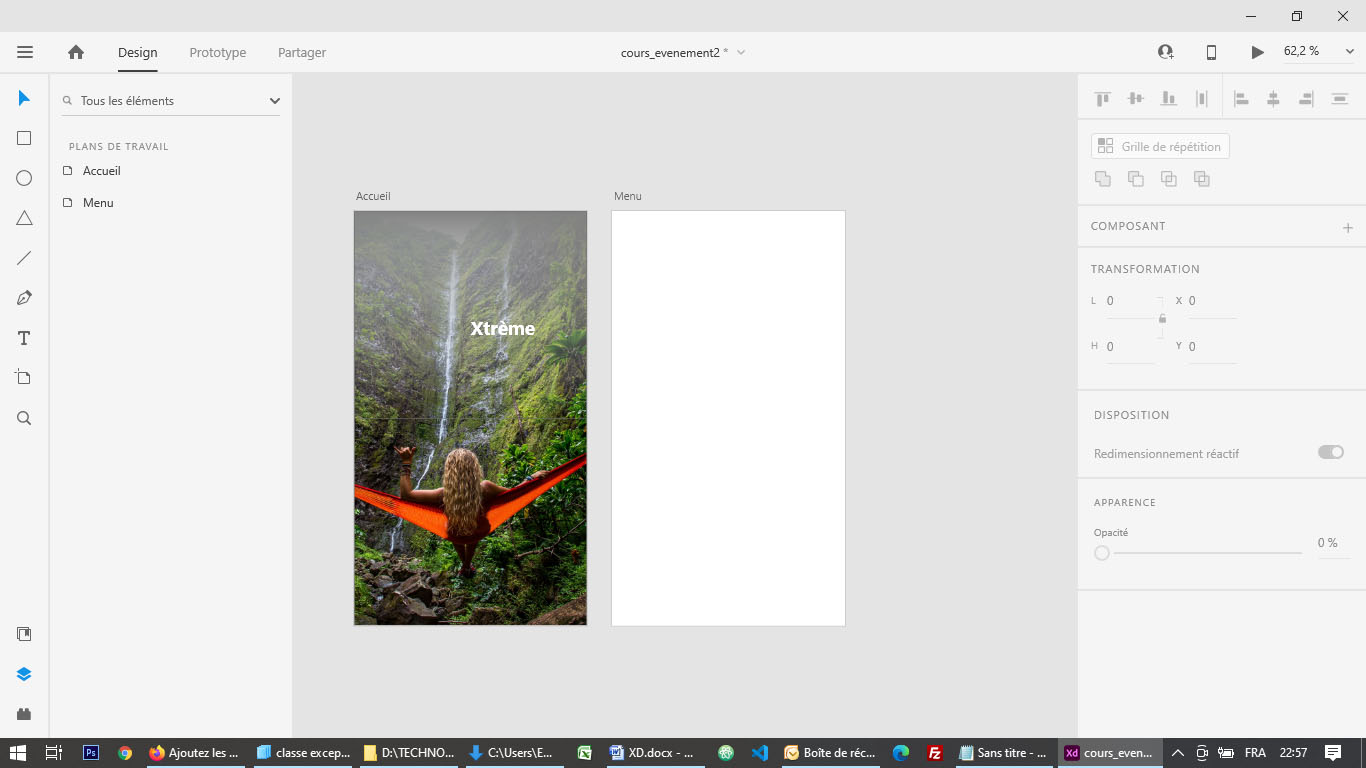 Design
Prototype
Partager
cours_evenement2 *
62,2 %
Tous les éléments
PLANS DE TRAVAIL
Accueil
Menu
Accueil
Menu
Xtrème
Grille de répétition
COMPOSANT
+
TRANSFORMATION
L 0 X 0
H 0 Y 0
DISPOSITION
Redimensionnement réactif
APPARENCE
Opacité
0 %
Ps
Ajoutez les ...
classe excep...
D:\TECHNO...
C:\Users\E...
XD.docx - ...
Boîte de réc...
Sans titre - ...
Xd
cours_even...
FRA
22:57